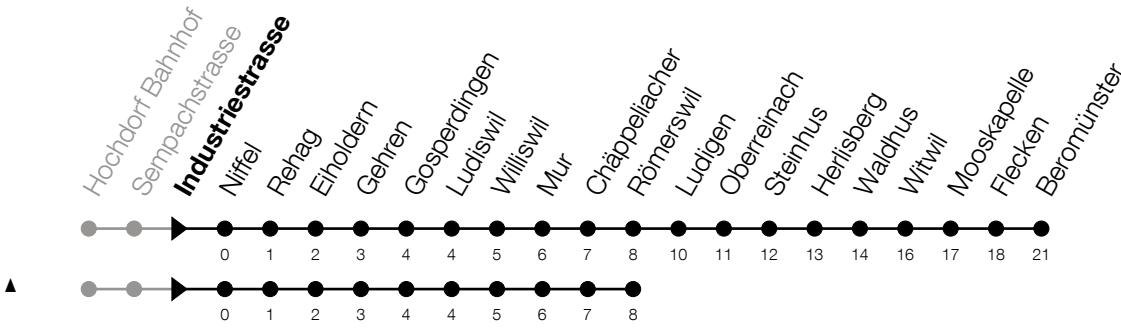 Hochdorf Bahnhof
Sempachstrasse
Industriestrasse
Niffel
Rehag
Eiholdern
Gehren
Gosperdingen
Ludiswil
Williswil
Mur
Chäppeliacher
Römerswil
Ludigen
Oberreinach
Steinhus
Herlisberg
Waldhus
Witwil
Mooskapelle
Flecken
Beromünster
0 1 2 3 4 4 5 6 7 8 10 11 12 13 14 16 17 18 21
0 1 2 3 4 4 5 6 7 8